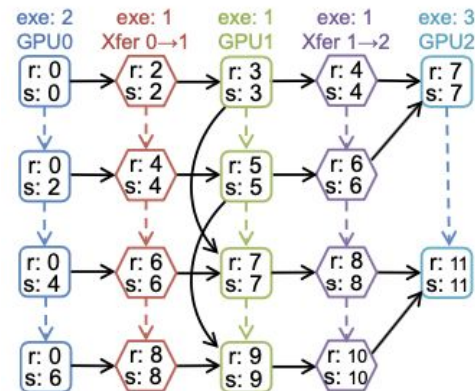 exe: 2 exe: 1 exe: 1 exe: 1 exe: 3
GPU0 Xfer 0→1 GPU1 Xfer 1→2 GPU2
r: 0 r: 2 r: 3 r: 4 r: 7
s: 0 s: 2 s: 3 s: 4 s: 7
r: 0 r: 4 r: 5 r: 6
s: 2 s: 4 s: 5 s: 6
r: 0 r: 6 r: 7 r: 8 r: 11
s: 4 s: 6 s: 7 s: 8 s: 11
r: 0 r: 8 r: 9 r: 10
s: 6 s: 8 s: 9 s: 10